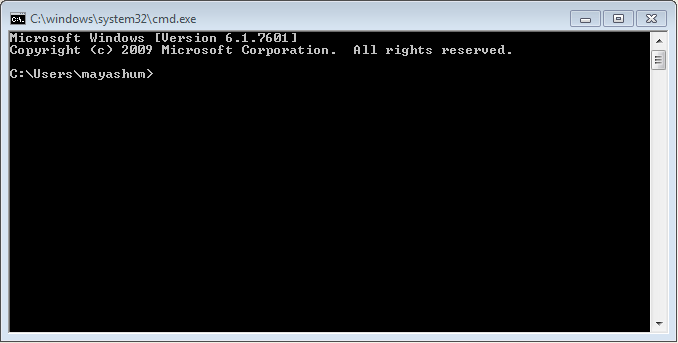 C:\windows\system32\cmd.exe
Microsoft Windows [Version 6.1.7601]
Copyright (c) 2009 Microsoft Corporation.  All rights reserved.
C:\Users\mayashum>